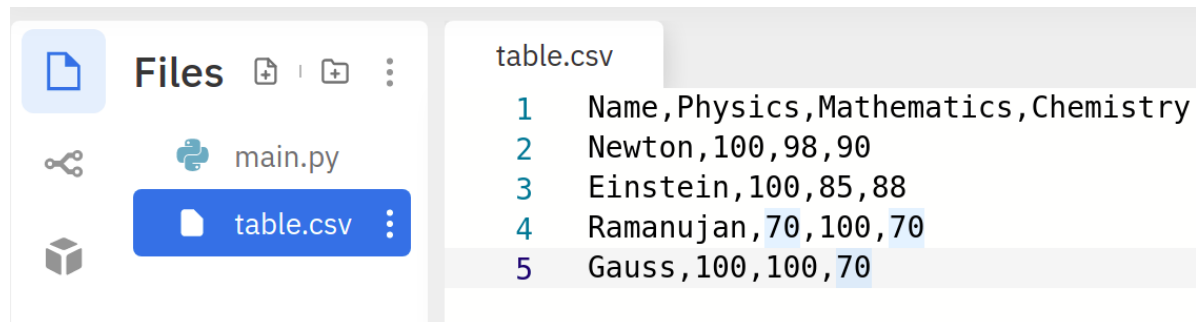 Files
main.py
table.csv
table.csv
1 Name,Physics,Mathematics,Chemistry
2 Newton,100,98,90
3 Einstein,100,85,88
4 Ramanujan,70,100,70
5 Gauss,100,100,70